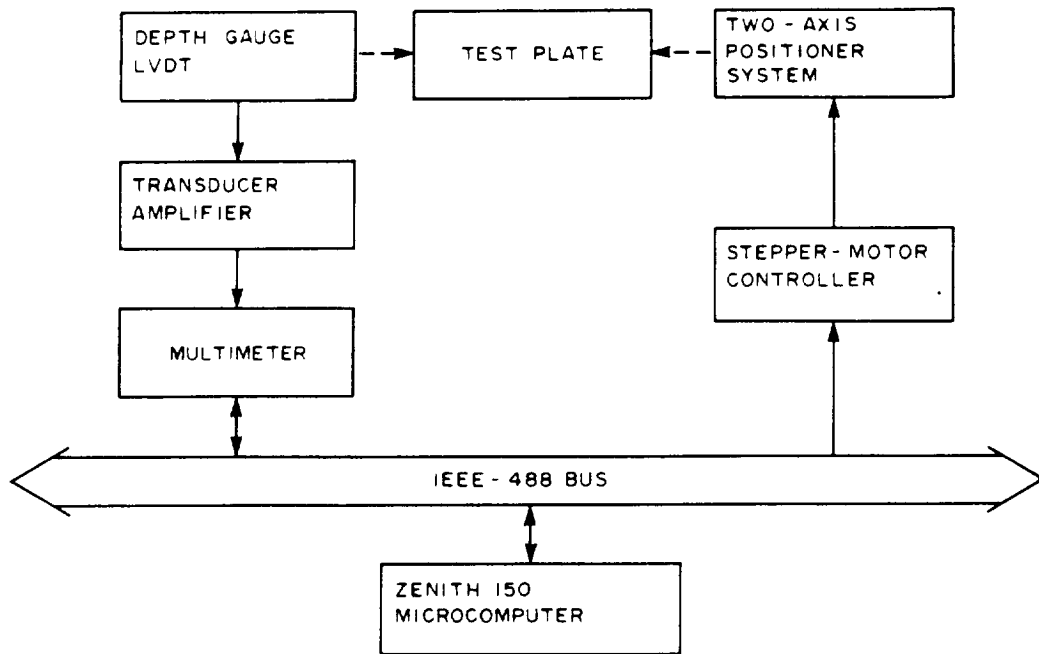 DEPTH GAUGE
LVDT
TEST PLATE
TWO - AXIS
POSITIONER
SYSTEM
TRANSDUCER
AMPLIFIER
STEPPER - MOTOR
CONTROLLER
MULTIMETER
IEEE - 488 BUS
ZENITH 150
MICROCOMPUTER